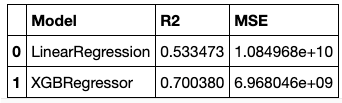 Model R2 MSE
0 LinearRegression 0.533473 1.084968e+10
1 XGBRegressor 0.700380 6.968046e+09